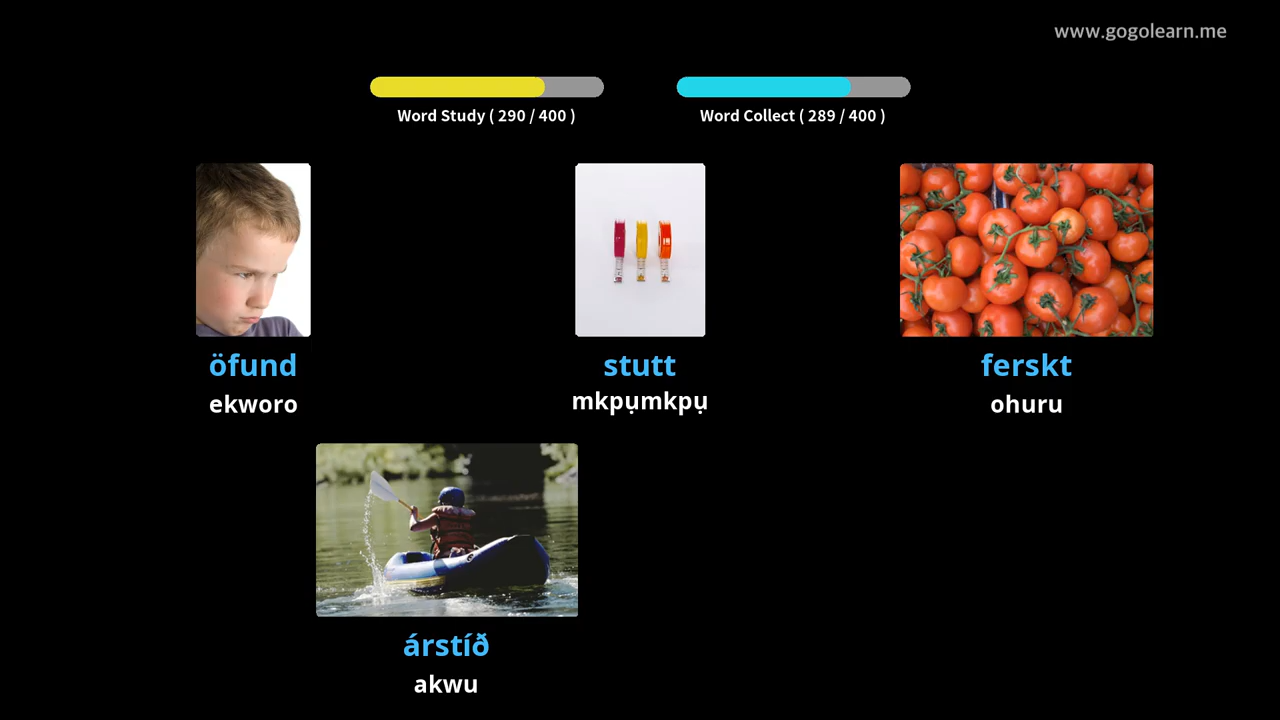 www.gogolearn.me
Word Study ( 290 / 400 )
Word Collect ( 289 / 400 )
öfund
ekworo
stutt
mkpụmkpụ
ferskt
ohuru
árstíð
akwu